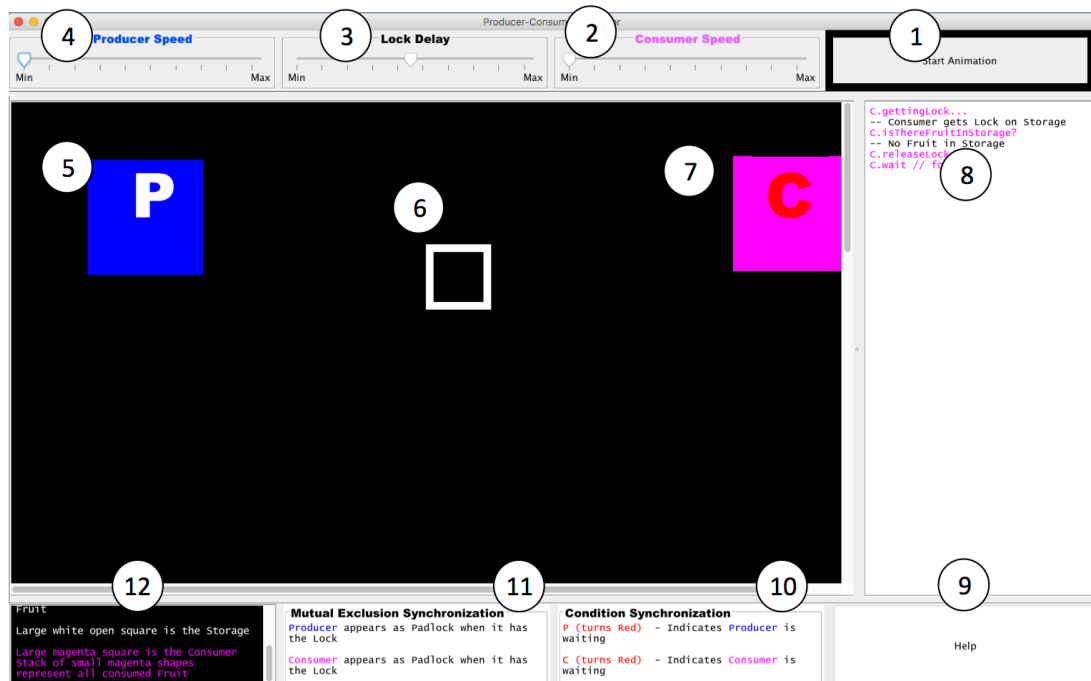 Producer-Consum
4
3
2
1
Producer Speed
Lock Delay
Consumer Speed
Start Animation
Min
Max
Min
Max
Min
Max
C.gettingLock...
-- Consumer gets Lock on Storage
C.isThereFruitInStorage?
-- No Fruit in Storage
C.releaseLock
C.wait // fo
5
P
6
7
C
8
12
11
10
9
Fruit
Large white open square is the Storage
Large magenta square is the Consumer
Stack of small magenta shapes
represent all consumed Fruit
Mutual Exclusion Synchronization
Producer appears as Padlock when it has
the Lock
Consumer appears as Padlock when it has
the Lock
Condition Synchronization
P (turns Red) - Indicates Producer is
waiting
C (turns Red) - Indicates Consumer is
waiting
Help